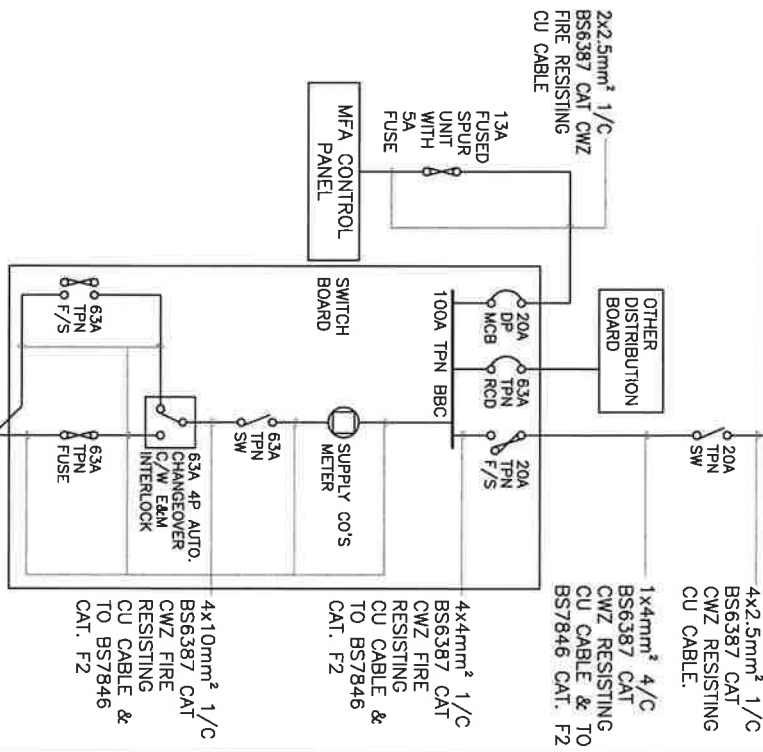 2x2.5mm² 1/C
BS6387 CAT CWZ
FIRE RESISTING
CU CABLE
13A
FUSED
SPUR
UNIT
WITH
5A
FUSE
MFA CONTROL
PANEL
OTHER
DISTRIBUTION
BOARD
20A
TPN
SW
4x2.5mm² 1/C
BS6387 CAT
CWZ RESISTING
CU CABLE.
1x4mm² 4/C
BS6387 CAT
CWZ RESISTING
CU CABLE & TO
BS7846 CAT. F2
SWITCH
BOARD
20A
DP
MCB
63A
TPN
RCD
20A
TPN
F/S
100A TPN BBC
4x4mm² 1/C
BS6387 CAT
CWZ FIRE
RESISTING
CU CABLE &
TO BS7846
CAT. F2
SUPPLY CO'S
METER
63A
TPN
SW
63A 4P AUTO.
CHANGEOVER
C/W E&M
INTERLOCK
63A
TPN
F/S
63A
TPN
FUSE
4x10mm² 1/C
BS6387 CAT
CWZ FIRE
RESISTING
CU CABLE &
TO BS7846
CAT. F2